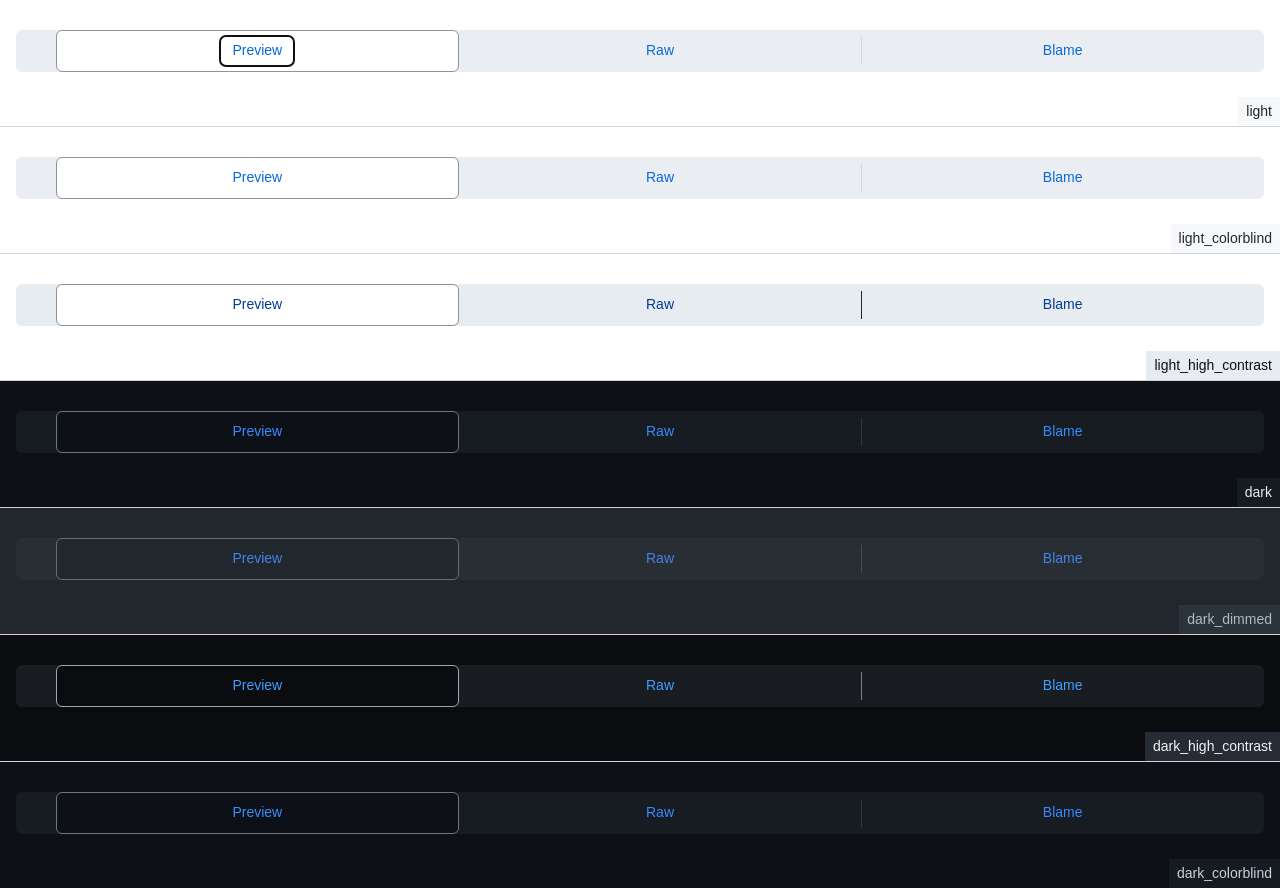 Preview Raw Blame
light
Preview Raw Blame
light_colorblind
Preview Raw Blame
light_high_contrast
Preview Raw Blame
dark
Preview Raw Blame
dark_dimmed
Preview Raw Blame
dark_high_contrast
Preview Raw Blame
dark_colorblind